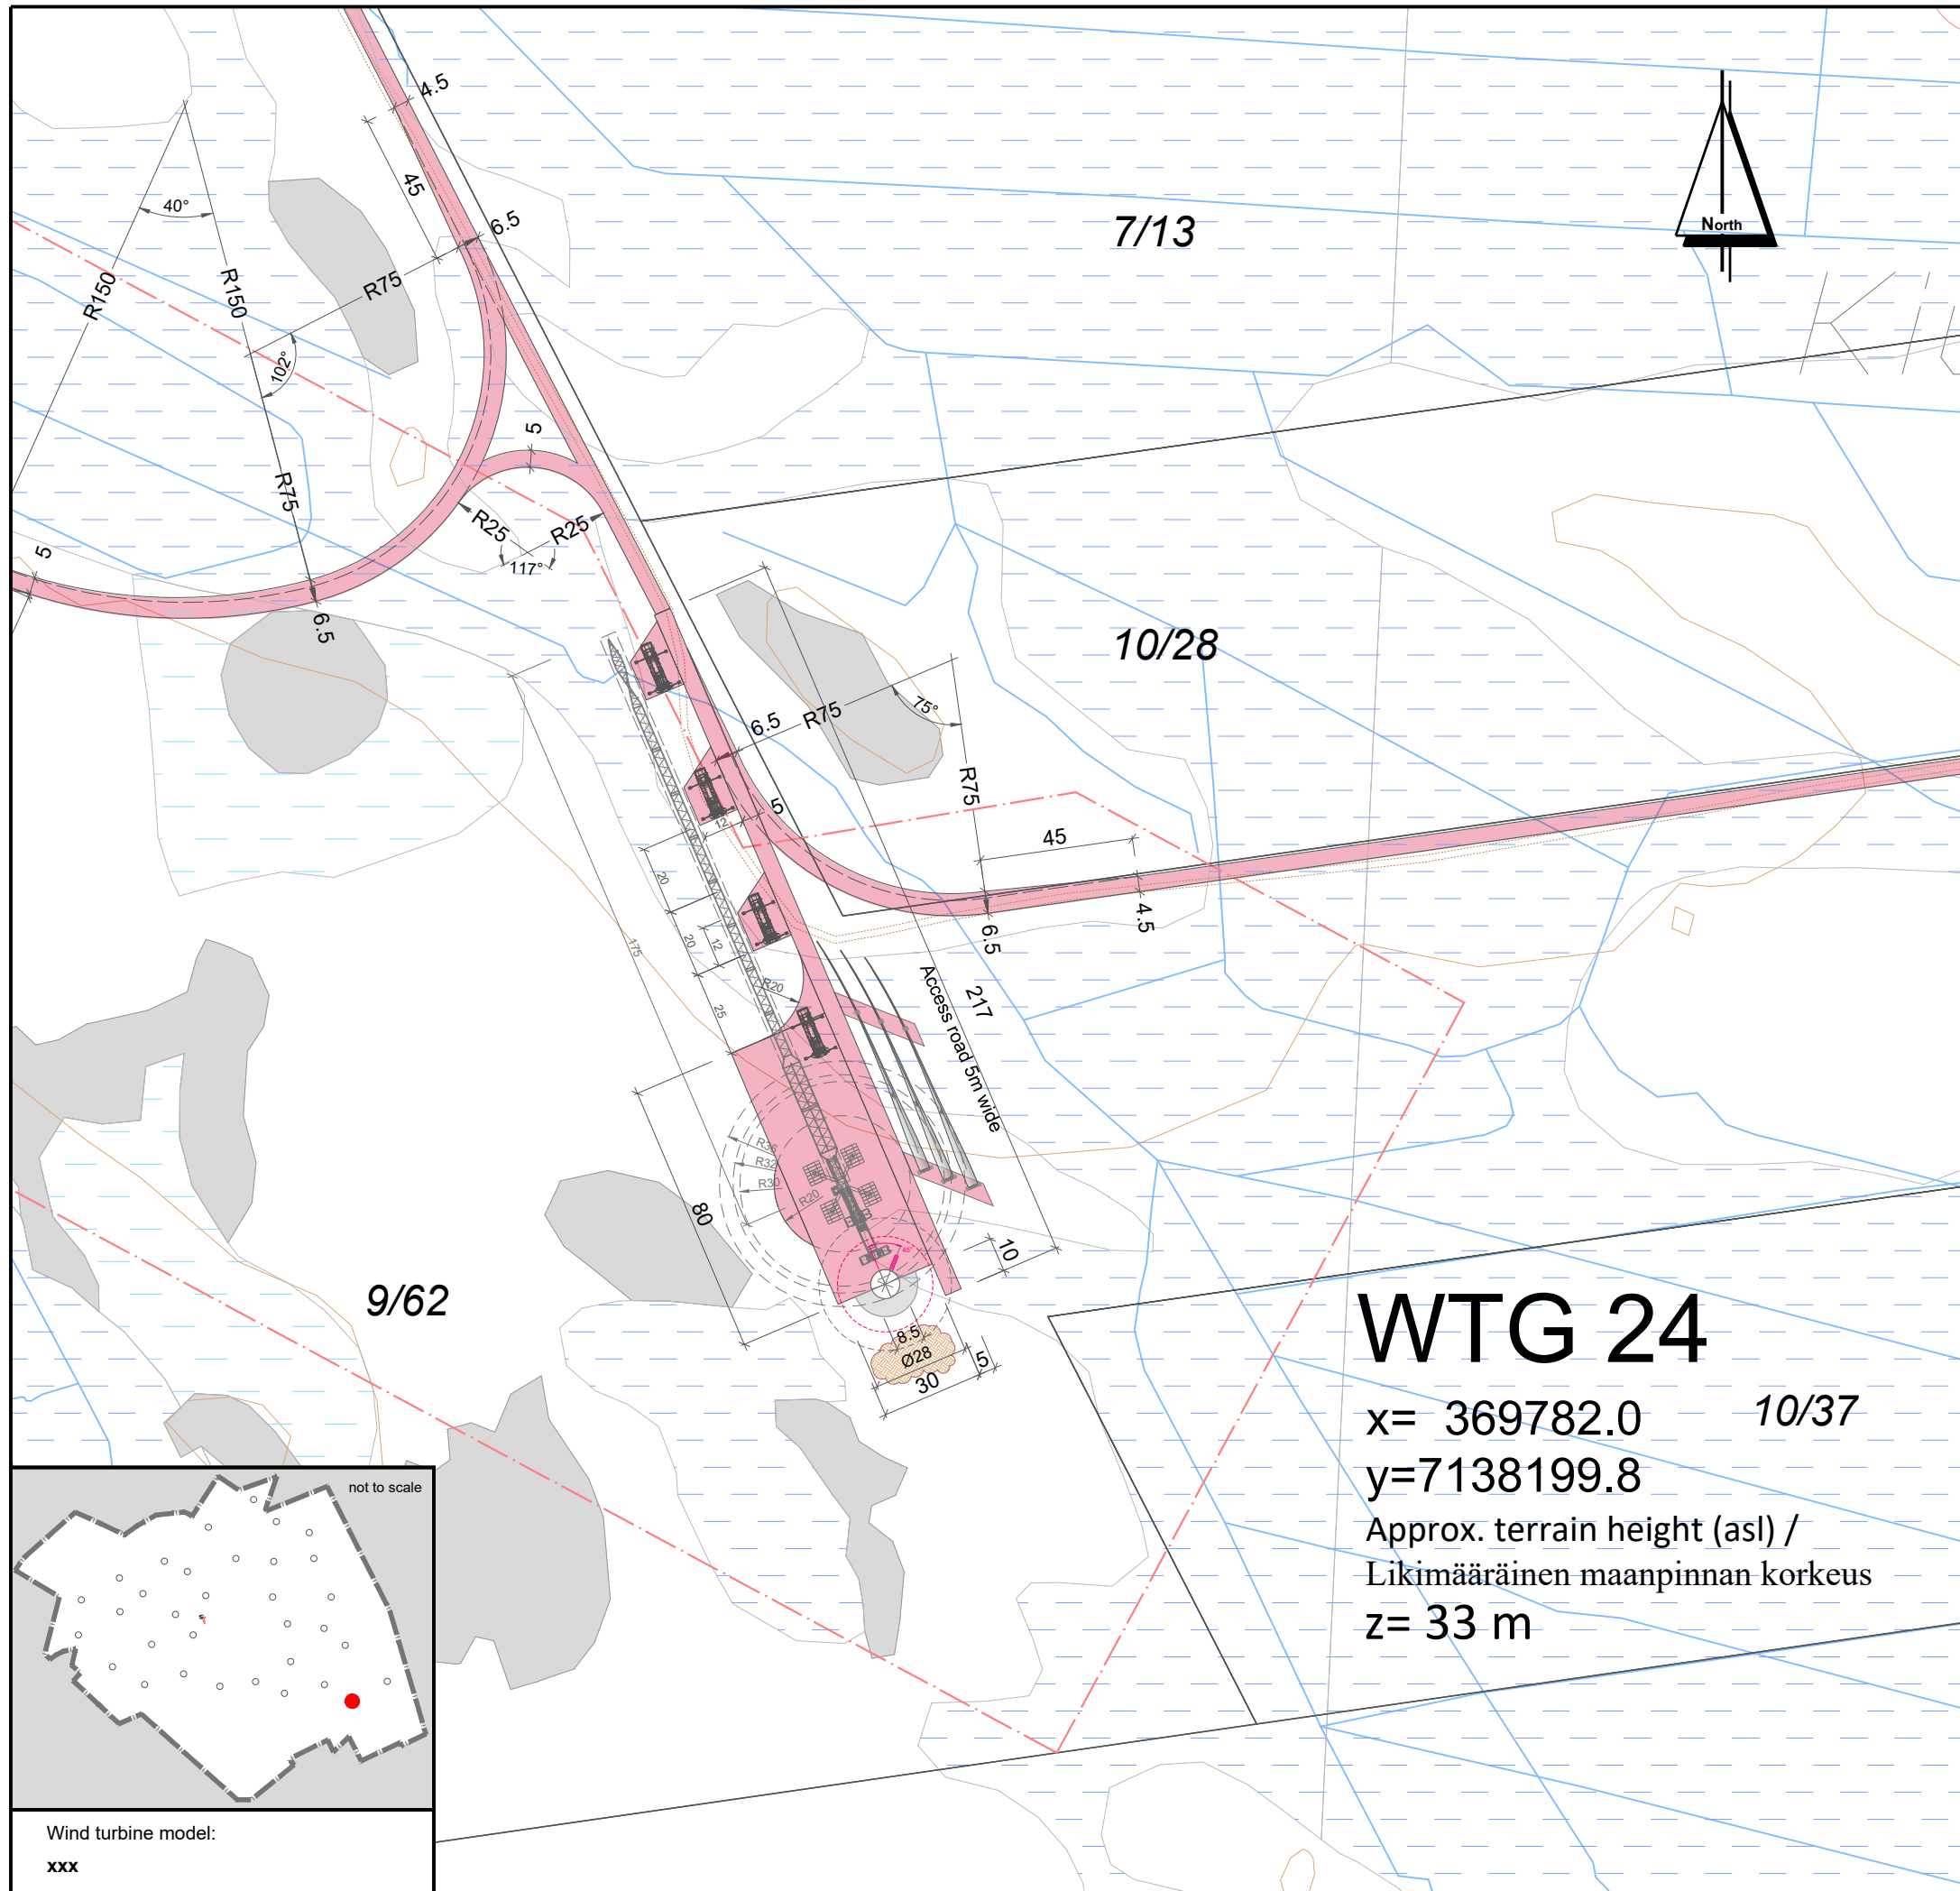 4.5
45
6.5
7/13
North
40°
R150
R150
R75
102°
5
R75
R25
R25
117°
5
6.5
10/28
6.5
R75
75°
R75
5
12
45
4.5
6.5
20
20
12
175
R20
25
217
Access road 5m wide
R36
R32
R30
R20
80
45°
10
9/62
8.5
Ø28
5
30
WTG 24
x= 369782.0
10/37
y=7138199.8
Approx. terrain height (asl) /
Likimääräinen maanpinnan korkeus
z= 33 m
not to scale
Wind turbine model:
xxx